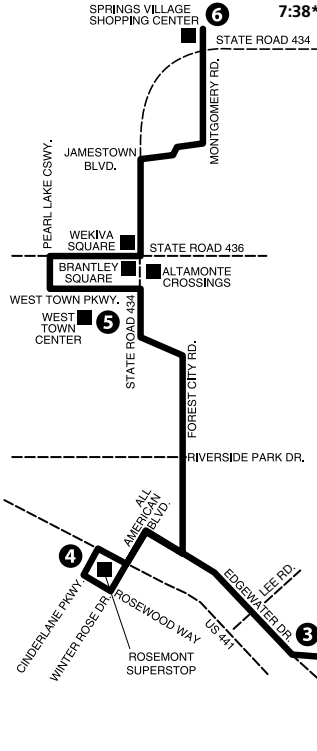 SPRINGS VILLAGE
SHOPPING CENTER
6
7:38*
STATE ROAD 434
MONTGOMERY RD.
JAMESTOWN
BLVD.
PEARL LAKE CSWY.
WEKIVA
SQUARE
STATE ROAD 436
BRANTLEY
SQUARE
ALTAMONTE
CROSSINGS
WEST TOWN PKWY.
WEST
TOWN
CENTER
5
STATE ROAD 434
FOREST CITY RD.
RIVERSIDE PARK DR.
ALL
AMERICAN
BLVD.
4
CINDERLANE PKWY.
WINTER ROSE DR.
ROSEWOOD WAY
US 441
EDGEWATER DR.
LEE RD.
3
ROSEMONT
SUPERSTOP